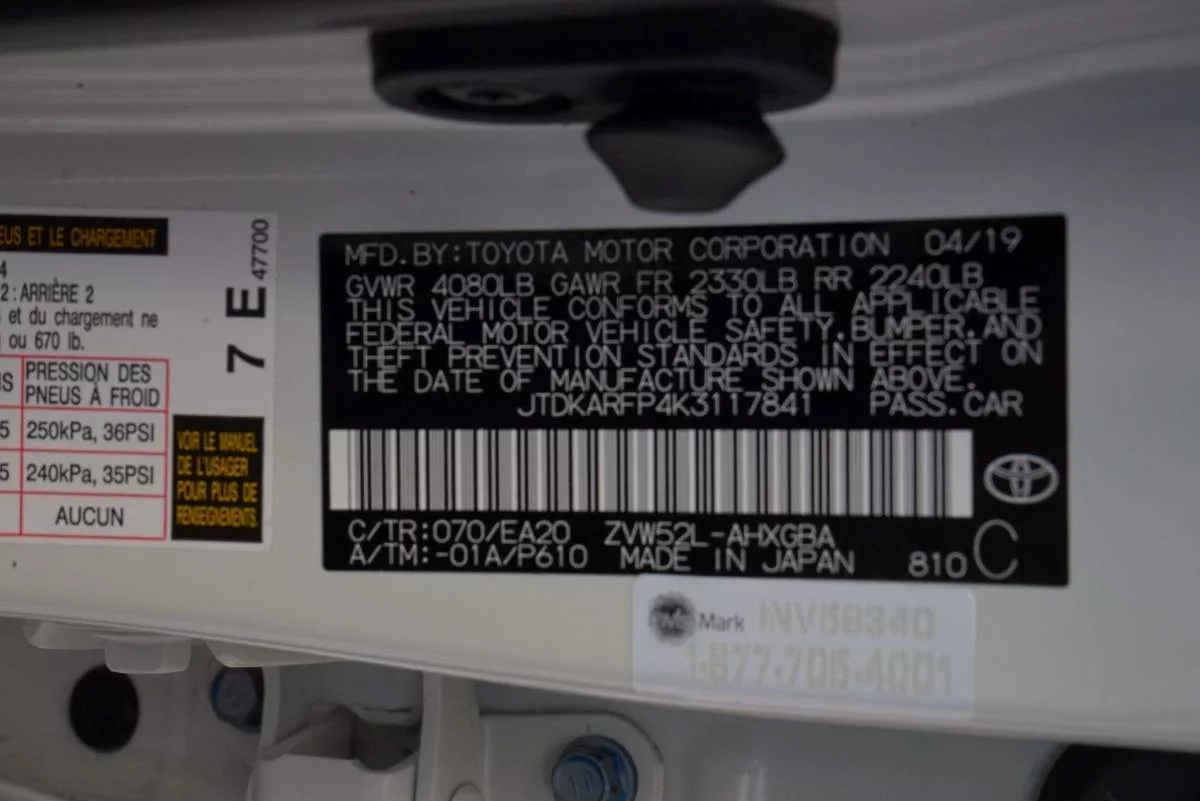 EUS ET LE CHARGEMENT
4
2 : ARRIÈRE 2
et du chargement ne
ou 670 lb.
PRESSION DES
PNEUS À FROID
5 250kPa, 36PSI
5 240kPa, 35PSI
AUCUN
7 E 47700
VOIR LE MANUEL
DE L'USAGER
POUR PLUS DE
RENSEIGNEMENTS.
MFD. BY: TOYOTA MOTOR CORPORATION 04/19
GVWR 4080LB GAWR FR 2330LB RR 2240LB
THIS VEHICLE CONFORMS TO ALL APPLICABLE
FEDERAL MOTOR VEHICLE SAFETY, BUMPER, AND
THEFT PREVENTION STANDARDS IN EFFECT ON
THE DATE OF MANUFACTURE SHOWN ABOVE.
JTDKARFP4K3117841 PASS. CAR
C/TR: 070/EA20 ZVW52L-AHXGBA
A/TM: -01A/P610 MADE IN JAPAN 810 C
Mark INV59340
1-877-705-4001